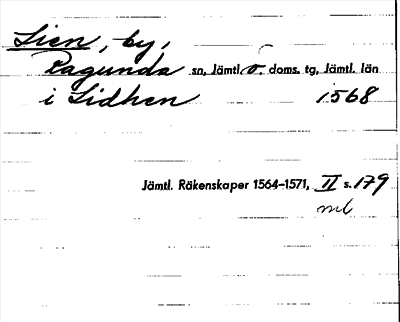 Lien, by,
Ragunda sn, Jämtl. ö. doms. tg, Jämtl. län
i Lidhen 1568
Jämtl. Räkenskaper 1564–1571, II s. 179